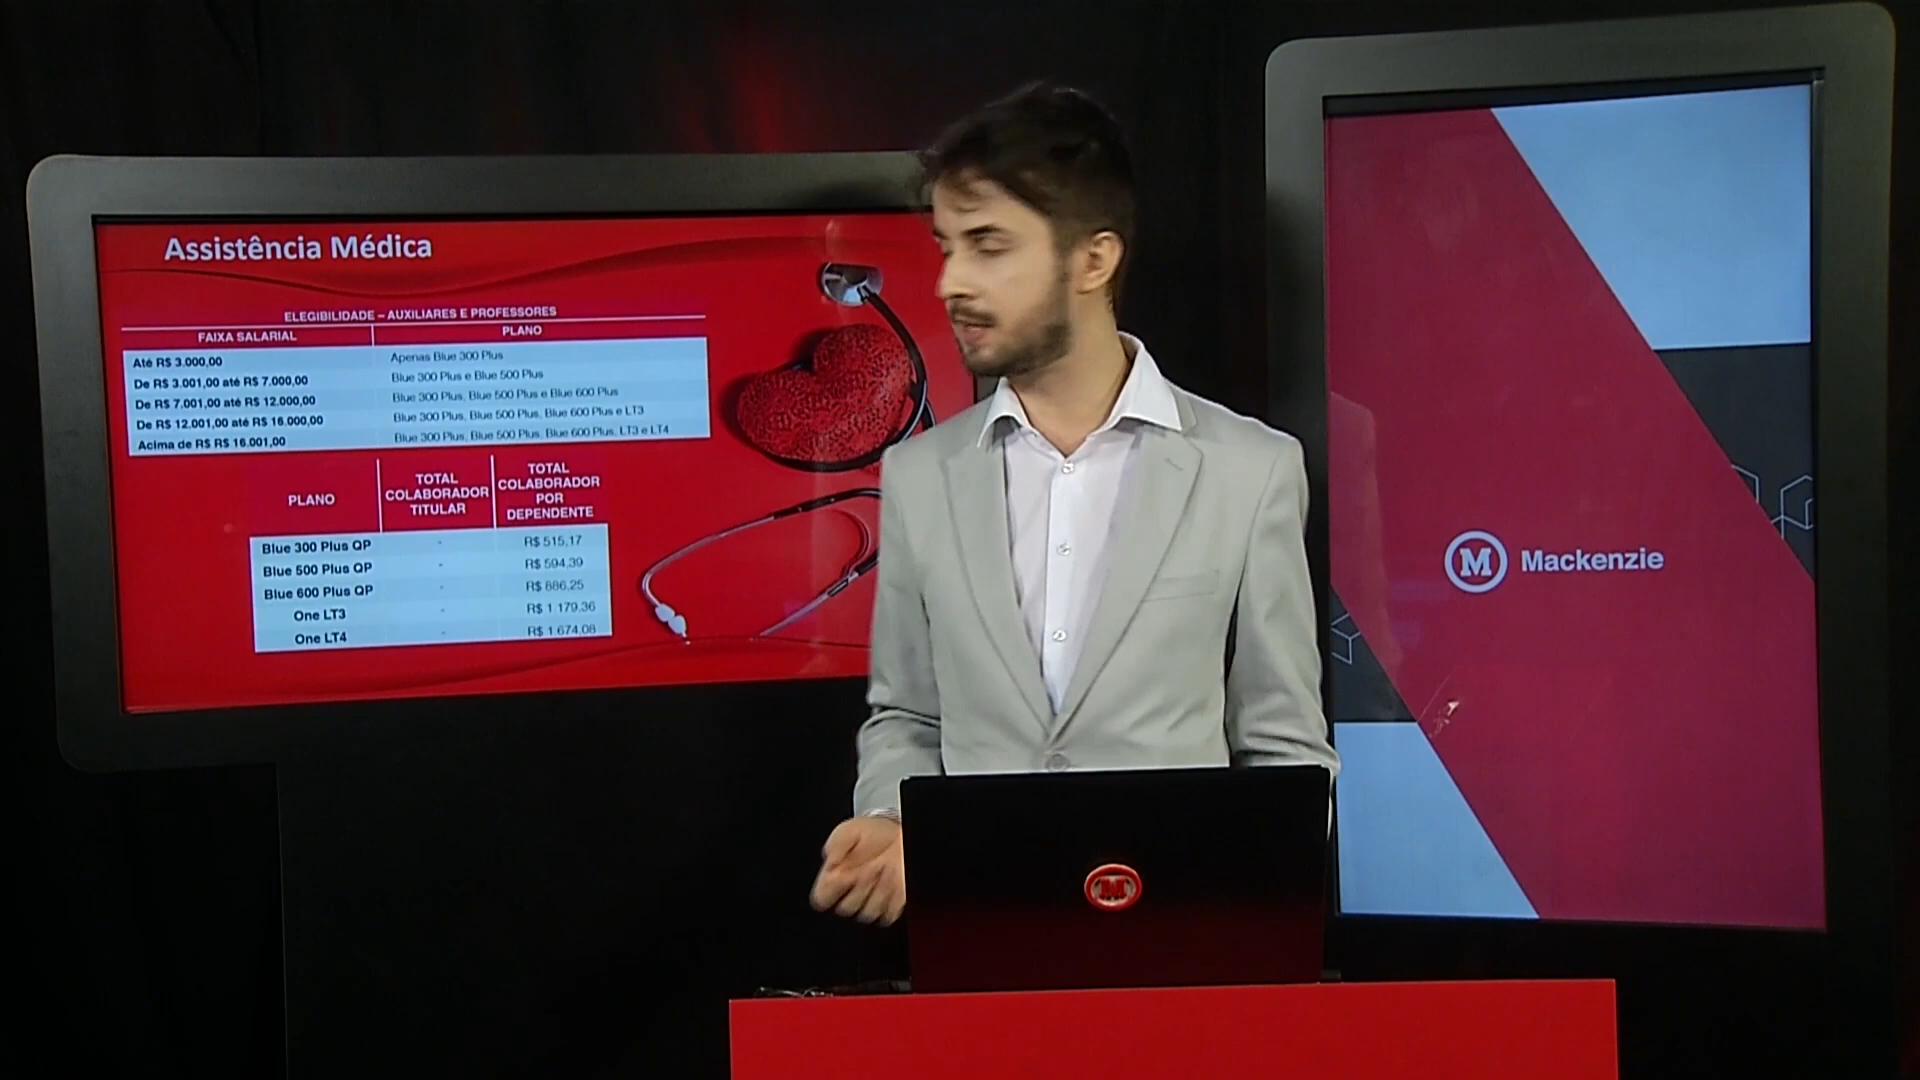 Assistência Médica
ELEGIBILIDADE – AUXILIARES E PROFESSORES
FAIXA SALARIAL PLANO
Até R$ 3.000,00 Apenas Blue 300 Plus
De R$ 3.001,00 até R$ 7.000,00 Blue 300 Plus e Blue 500 Plus
De R$ 7.001,00 até R$ 12.000,00 Blue 300 Plus, Blue 500 Plus e Blue 600 Plus
De R$ 12.001,00 até R$ 16.000,00 Blue 300 Plus, Blue 500 Plus, Blue 600 Plus e LT3
Acima de R$ R$ 16.001,00 Blue 300 Plus, Blue 500 Plus, Blue 600 Plus, LT3 e LT4
PLANO TOTAL COLABORADOR TITULAR TOTAL COLABORADOR POR DEPENDENTE
Blue 300 Plus QP - R$ 515,17
Blue 500 Plus QP - R$ 594,39
Blue 600 Plus QP - R$ 886,25
One LT3 - R$ 1.179,36
One LT4 - R$ 1.674,08
M Mackenzie
M